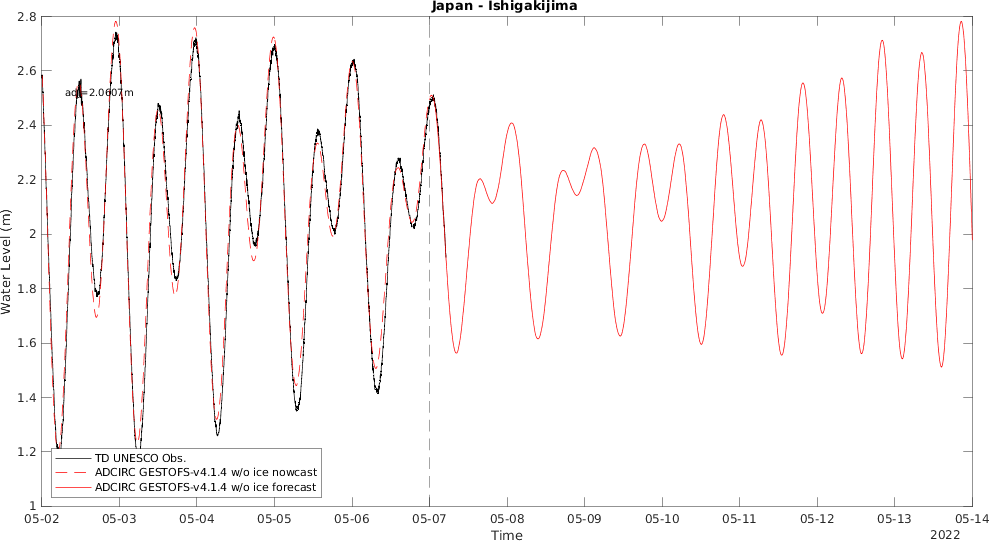 Japan - Ishigakijima
Water Level (m)
2.8
2.6
2.4
2.2
2
1.8
1.6
1.4
1.2
1
adj=2.0607m
TD UNESCO Obs.
ADCIRC GESTOFS-v4.1.4 w/o ice nowcast
ADCIRC GESTOFS-v4.1.4 w/o ice forecast
05-02 05-03 05-04 05-05 05-06 05-07 05-08 05-09 05-10 05-11 05-12 05-13 05-14
Time
2022